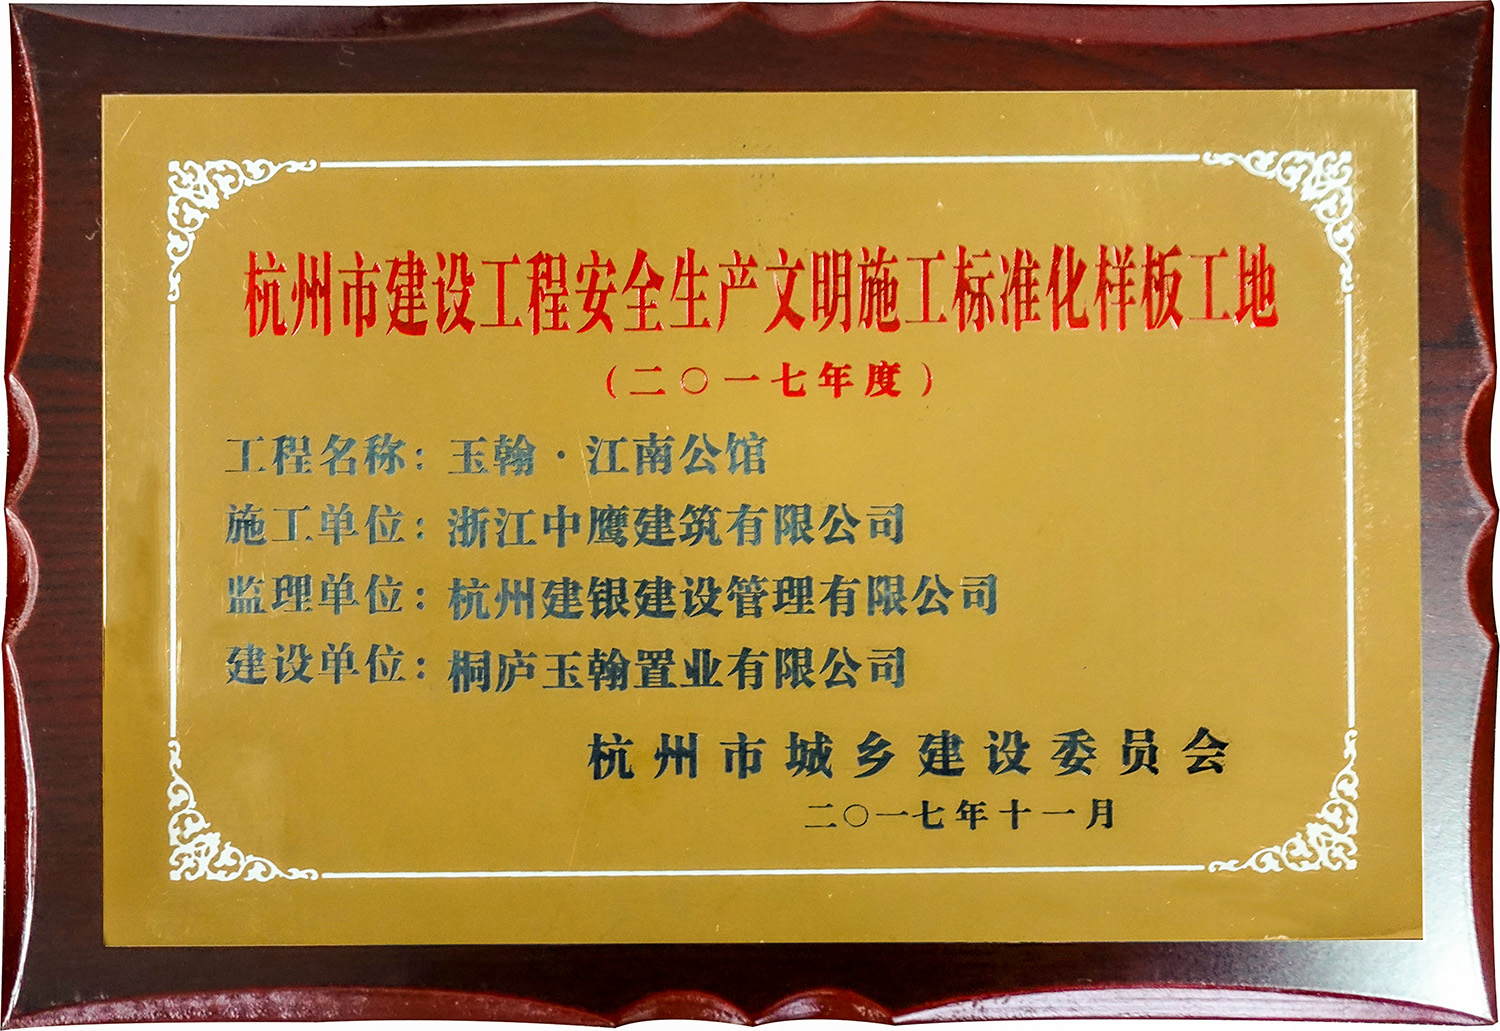 杭州市建设工程安全生产文明施工标准化样板工地
（二〇一七年度）
工程名称：玉翰·江南公馆
施工单位：浙江中鹰建筑有限公司
监理单位：杭州建银建设管理有限公司
建设单位：桐庐玉翰置业有限公司
杭州市城乡建设委员会
二〇一七年十一月